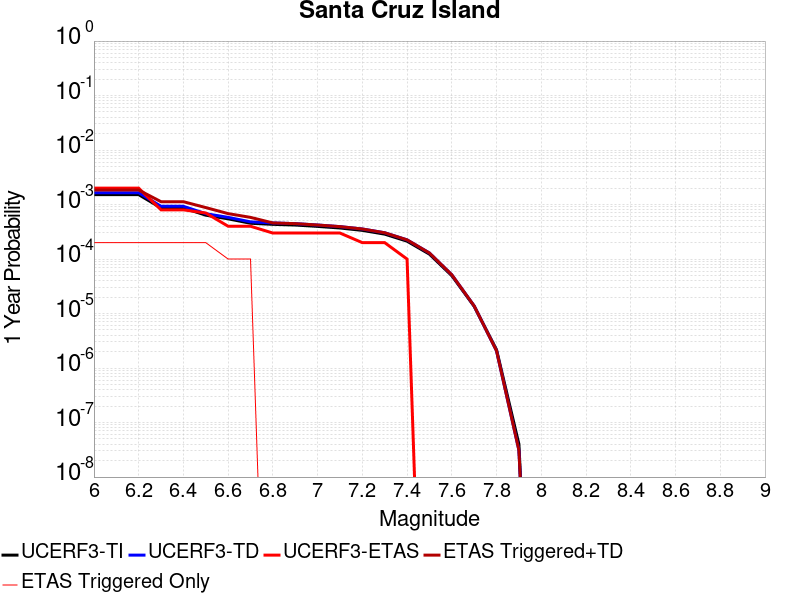 Santa Cruz Island
10^0
10^-1
10^-2
10^-3
10^-4
10^-5
10^-6
10^-7
10^-8
1 Year Probability
6 6.2 6.4 6.6 6.8 7 7.2 7.4 7.6 7.8 8 8.2 8.4 8.6 8.8 9
Magnitude
UCERF3-TI UCERF3-TD UCERF3-ETAS ETAS Triggered+TD
ETAS Triggered Only